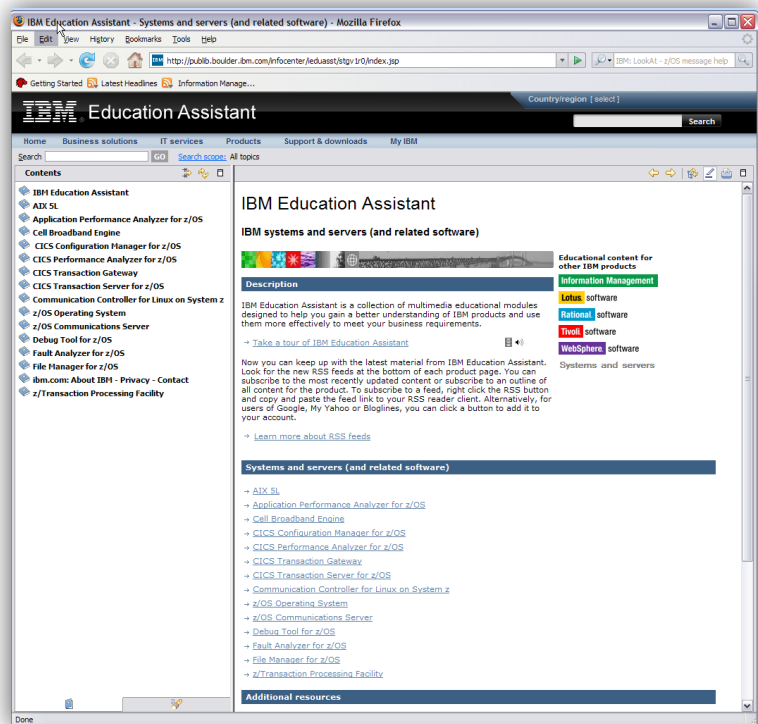 IBM Education Assistant - Systems and servers (and related software) - Mozilla Firefox
File Edit View History Bookmarks Tools Help
http://publib.boulder.ibm.com/infocenter/ieduasst/stgv1r0/index.jsp
IBM: LookAt - z/OS message help
Getting Started Latest Headlines Information Manage...
Country/region [ select ]
IBM. Education Assistant
Search
Home Business solutions IT services Products Support & downloads My IBM
Search GO Search scope: All topics
Contents
IBM Education Assistant
AIX 5L
Application Performance Analyzer for z/OS
Cell Broadband Engine
CICS Configuration Manager for z/OS
CICS Performance Analyzer for z/OS
CICS Transaction Gateway
CICS Transaction Server for z/OS
Communication Controller for Linux on System z
z/OS Operating System
z/OS Communications Server
Debug Tool for z/OS
Fault Analyzer for z/OS
File Manager for z/OS
ibm.com: About IBM - Privacy - Contact
z/Transaction Processing Facility
IBM Education Assistant
IBM systems and servers (and related software)
Description
IBM Education Assistant is a collection of multimedia educational modules
designed to help you gain a better understanding of IBM products and use
them more effectively to meet your business requirements.
→ Take a tour of IBM Education Assistant
Now you can keep up with the latest material from IBM Education Assistant.
Look for the new RSS feeds at the bottom of each product page. You can
subscribe to the most recently updated content or subscribe to an outline of
all content for the product. To subscribe to a feed, right click the RSS button
and copy and paste the feed link to your RSS reader client. Alternatively, for
users of Google, My Yahoo or Bloglines, you can click a button to add it to
your account.
→ Learn more about RSS feeds
Educational content for
other IBM products
Information Management
Lotus. software
Rational. software
Tivoli. software
WebSphere. software
Systems and servers
Systems and servers (and related software)
→ AIX 5L
→ Application Performance Analyzer for z/OS
→ Cell Broadband Engine
→ CICS Configuration Manager for z/OS
→ CICS Performance Analyzer for z/OS
→ CICS Transaction Gateway
→ CICS Transaction Server for z/OS
→ Communication Controller for Linux on System z
→ z/OS Operating System
→ z/OS Communications Server
→ Debug Tool for z/OS
→ Fault Analyzer for z/OS
→ File Manager for z/OS
→ z/Transaction Processing Facility
Additional resources
Done